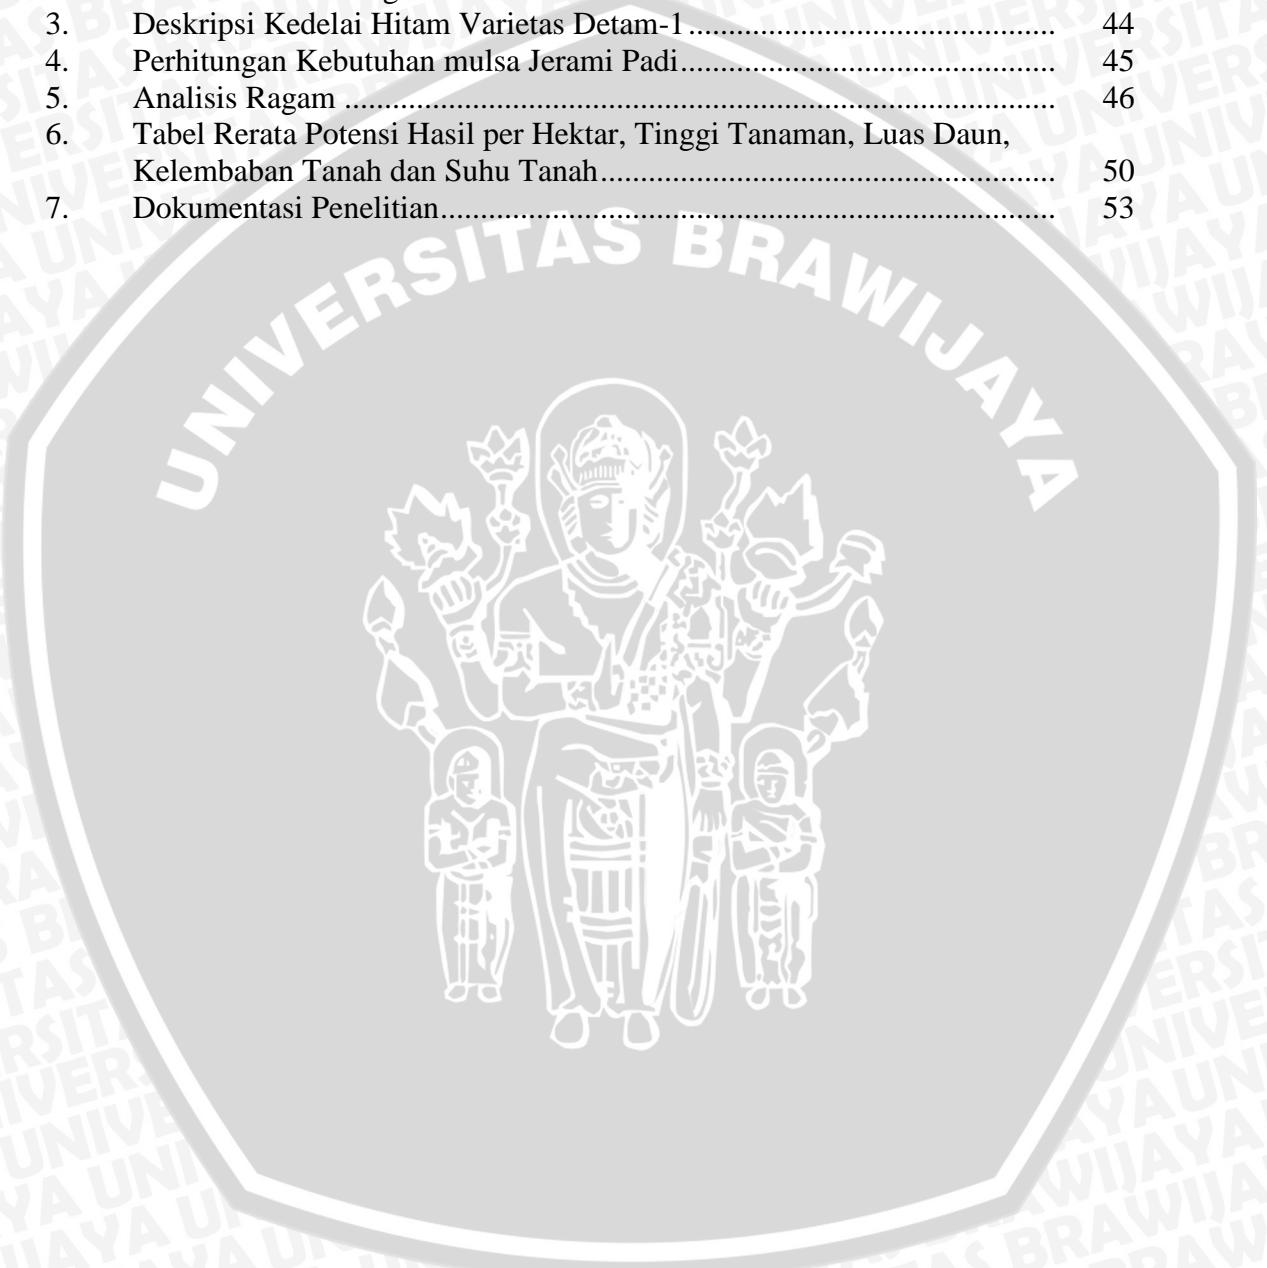 3. Deskripsi Kedelai Hitam Varietas Detam-1............................................ 44
4. Perhitungan Kebutuhan mulsa Jerami Padi............................................. 45
5. Analisis Ragam ..................................................................................... 46
6. Tabel Rerata Potensi Hasil per Hektar, Tinggi Tanaman, Luas Daun,
Kelembaban Tanah dan Suhu Tanah....................................................... 50
7. Dokumentasi Penelitian.......................................................................... 53
UNIVERSITAS BRAWIJAYA